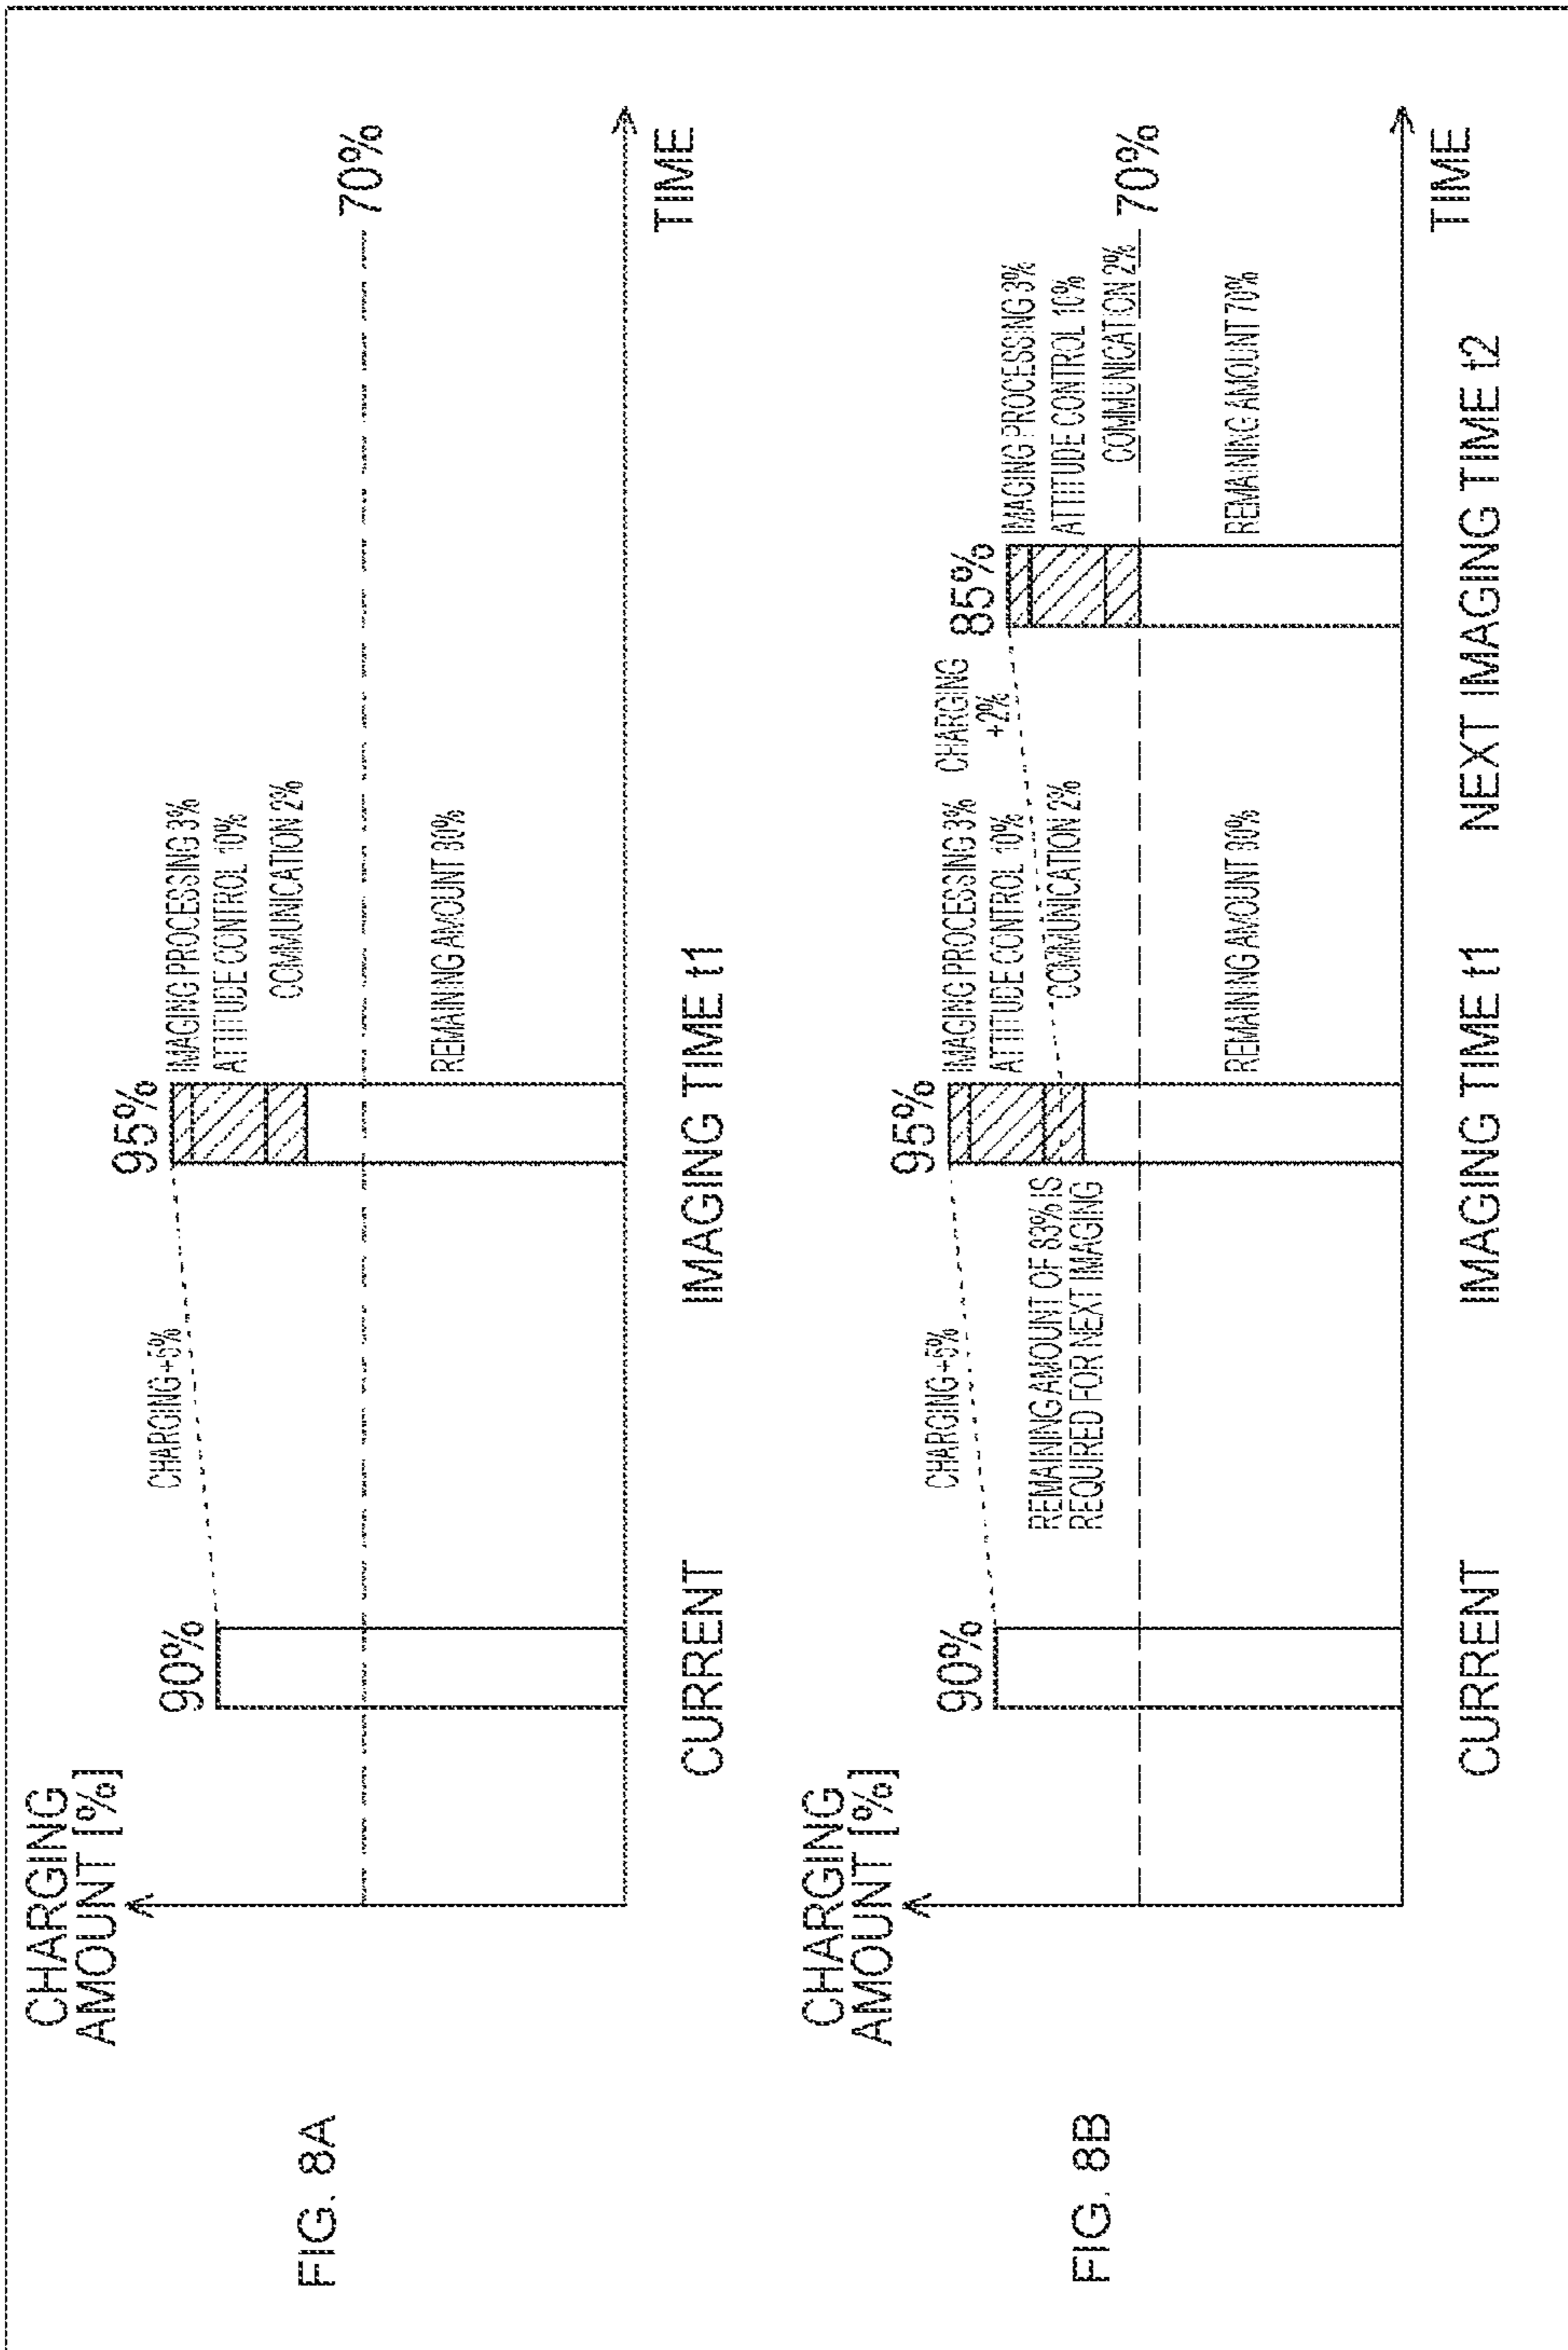 FIG. 8A
CHARGING
AMOUNT [%]
90%
CHARGING+5%
95%
IMAGING PROCESSING 3%
ATTITUDE CONTROL 10%
COMMUNICATION 2%
70%
REMAINING AMOUNT 80%
TIME
CURRENT
IMAGING TIME t1
FIG. 8B
CHARGING
AMOUNT [%]
90%
CHARGING+5%
95%
IMAGING PROCESSING 3%
ATTITUDE CONTROL 10%
COMMUNICATION 2%
REMAINING AMOUNT OF 83% IS
REQUIRED FOR NEXT IMAGING
REMAINING AMOUNT 80%
CHARGING
+2%
85%
IMAGING PROCESSING 3%
ATTITUDE CONTROL 10%
COMMUNICATION 2%
70%
REMAINING AMOUNT 70%
TIME
CURRENT
IMAGING TIME t1
NEXT IMAGING TIME t2